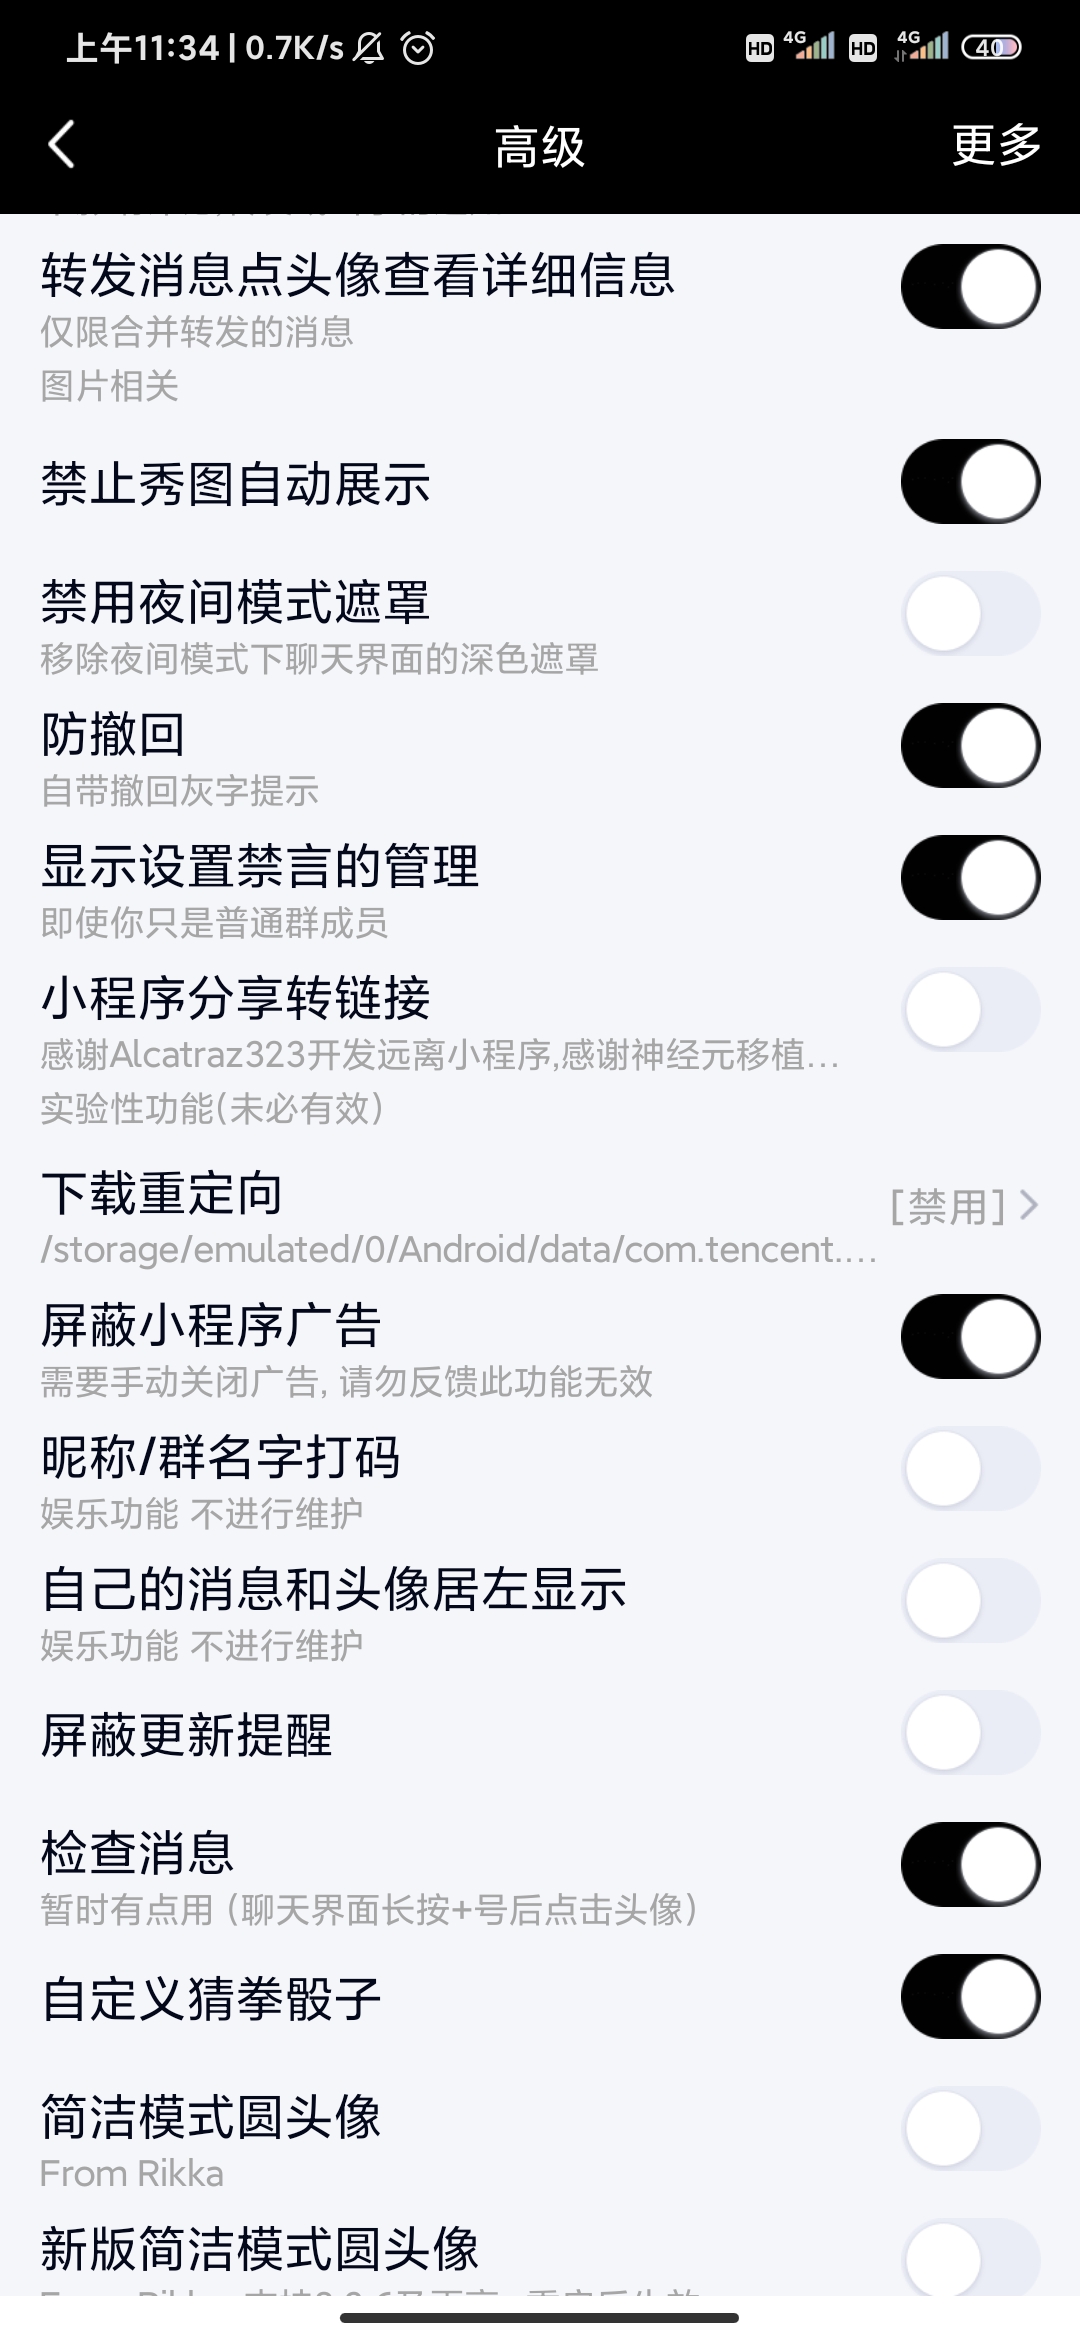 上午11:34 | 0.7K/s
HD 4G HD 4G 40
高级
更多
转发消息点头像查看详细信息
仅限合并转发的消息
图片相关
禁止秀图自动展示
禁用夜间模式遮罩
移除夜间模式下聊天界面的深色遮罩
防撤回
自带撤回灰字提示
显示设置禁言的管理
即使你只是普通群成员
小程序分享转链接
感谢Alcatraz323开发远离小程序,感谢神经元移植...
实验性功能(未必有效)
下载重定向
[禁用]
/storage/emulated/0/Android/data/com.tencent....
屏蔽小程序广告
需要手动关闭广告, 请勿反馈此功能无效
昵称/群名字打码
娱乐功能 不进行维护
自己的消息和头像居左显示
娱乐功能 不进行维护
屏蔽更新提醒
检查消息
暂时有点用 (聊天界面长按+号后点击头像)
自定义猜拳骰子
简洁模式圆头像
From Rikka
新版简洁模式圆头像